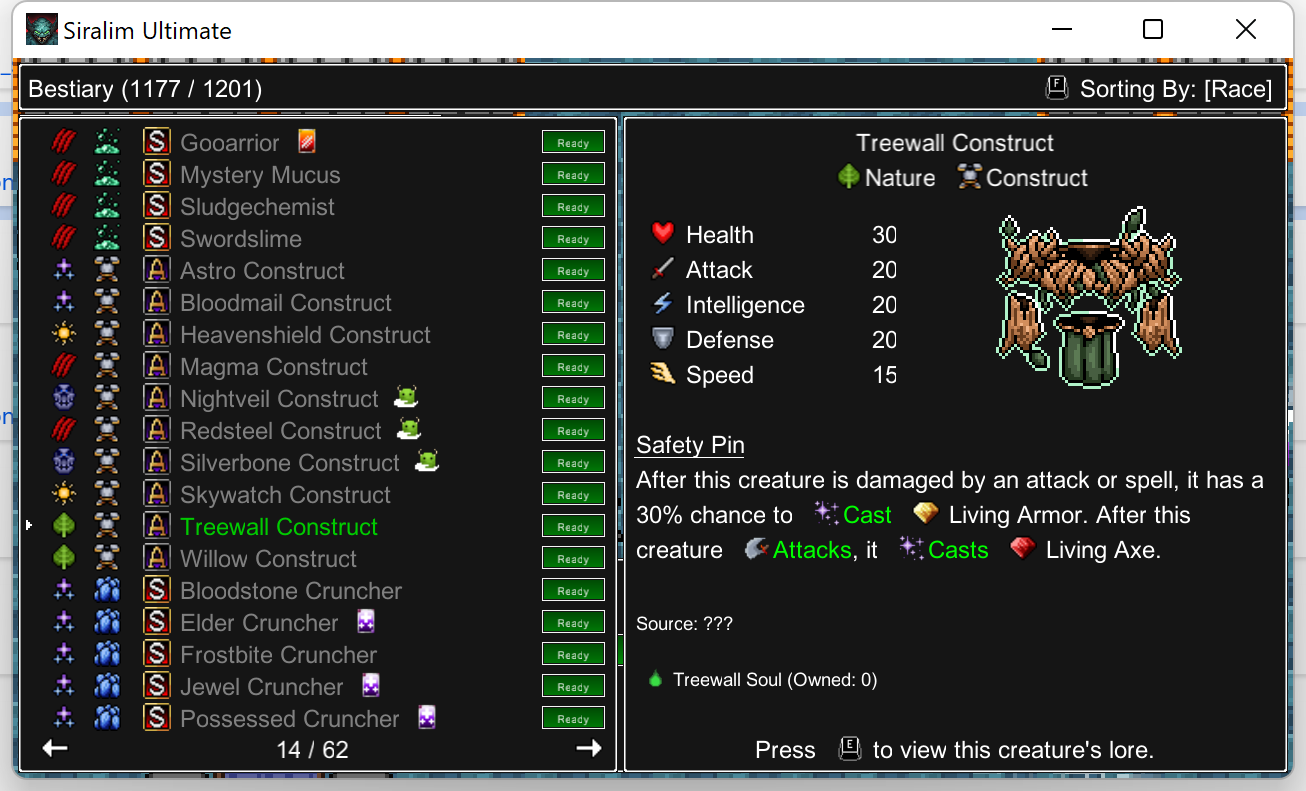 Siralim Ultimate
Bestiary (1177 / 1201)
F Sorting By: [Race]
S Gooarrior Ready
S Mystery Mucus Ready
S Sludgechemist Ready
S Swordslime Ready
A Astro Construct Ready
A Bloodmail Construct Ready
A Heavenshield Construct Ready
A Magma Construct Ready
A Nightveil Construct Ready
A Redsteel Construct Ready
A Silverbone Construct Ready
A Skywatch Construct Ready
A Treewall Construct Ready
A Willow Construct Ready
S Bloodstone Cruncher Ready
S Elder Cruncher Ready
S Frostbite Cruncher Ready
S Jewel Cruncher Ready
S Possessed Cruncher Ready
14 / 62
Treewall Construct
Nature Construct
Health 30
Attack 20
Intelligence 20
Defense 20
Speed 15
Safety Pin
After this creature is damaged by an attack or spell, it has a
30% chance to Cast Living Armor. After this
creature Attacks, it Casts Living Axe.
Source: ???
Treewall Soul (Owned: 0)
Press E to view this creature's lore.